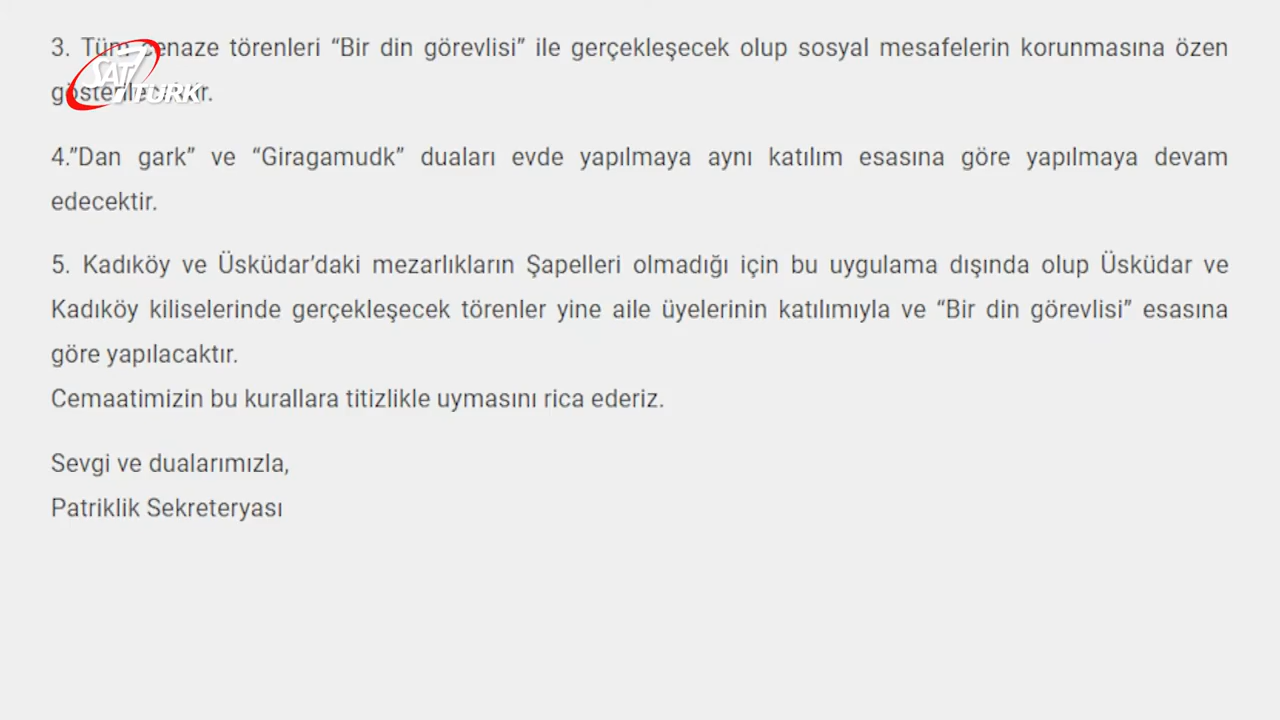 3. Tüm cenaze törenleri “Bir din görevlisi” ile gerçekleşecek olup sosyal mesafelerin korunmasına özen
SAT7
TÜRK
4.”Dan gark” ve “Giragamudk” duaları evde yapılmaya aynı katılım esasına göre yapılmaya devam
edecektir.
5. Kadıköy ve Üsküdar’daki mezarlıkların Şapelleri olmadığı için bu uygulama dışında olup Üsküdar ve
Kadıköy kiliselerinde gerçekleşecek törenler yine aile üyelerinin katılımıyla ve “Bir din görevlisi” esasına
göre yapılacaktır.
Cemaatimizin bu kurallara titizlikle uymasını rica ederiz.
Sevgi ve dualarımızla,
Patriklik Sekreteryası